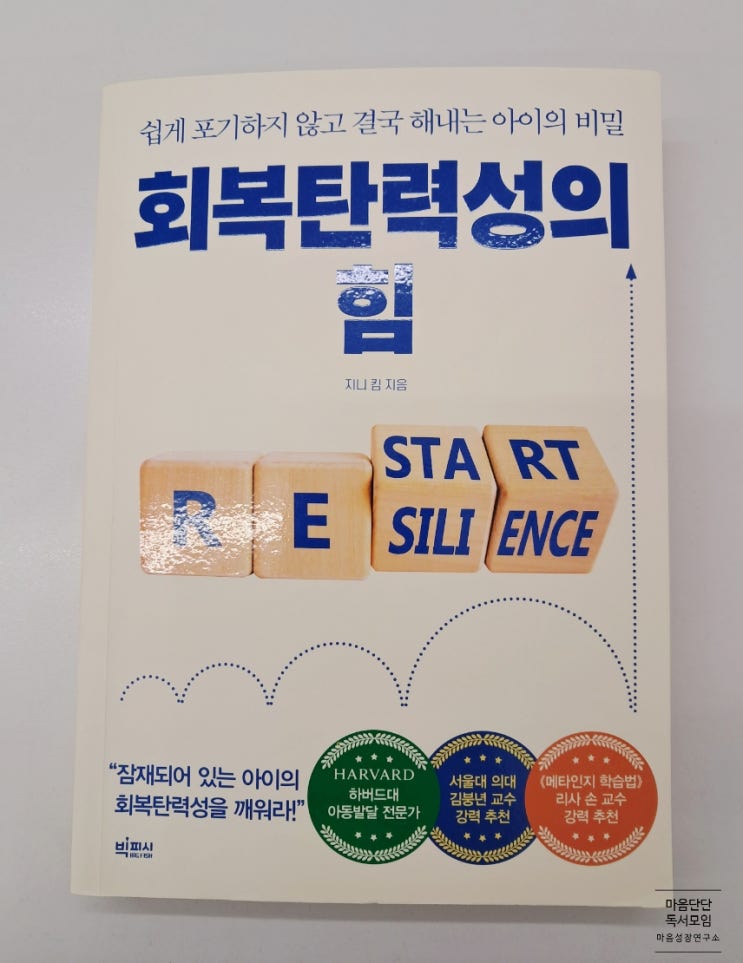 쉽게 포기하지 않고 결국 해내는 아이의 비밀
회복탄력성의
힘
지니 킴 지음
STA RT
R E SILI ENCE
“잠재되어 있는 아이의
회복탄력성을 깨워라!”
HARVARD
하버드대
아동발달 전문가
서울대 의대
김붕년 교수
강력 추천
《메타인지 학습법》
리사 손 교수
강력 추천
빅피시
BIG FISH
마음단단
독서모임
마음성장연구소